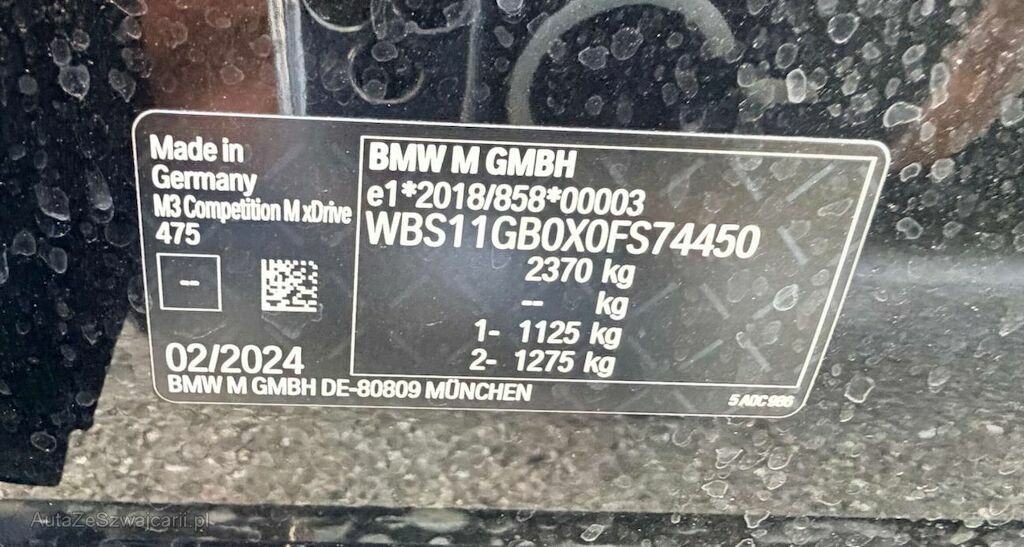 Made in
Germany
M3 Competition M xDrive
475
--
02/2024
BMW M GMBH DE-80809 MÜNCHEN
BMW M GMBH
e1*2018/858*00003
WBS11GB0X0FS74450
2370 kg
-- kg
1- 1125 kg
2- 1275 kg
5 A0C 986
AutaZeSzwajcarii.pl